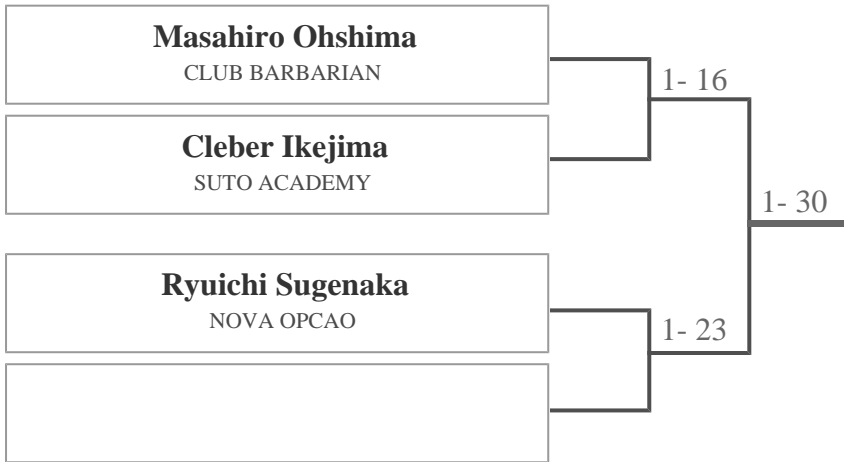 Masahiro Ohshima
CLUB BARBARIAN
1- 16
Cleber Ikejima
SUTO ACADEMY
1- 30
Ryuichi Sugenaka
NOVA OPCAO
1- 23